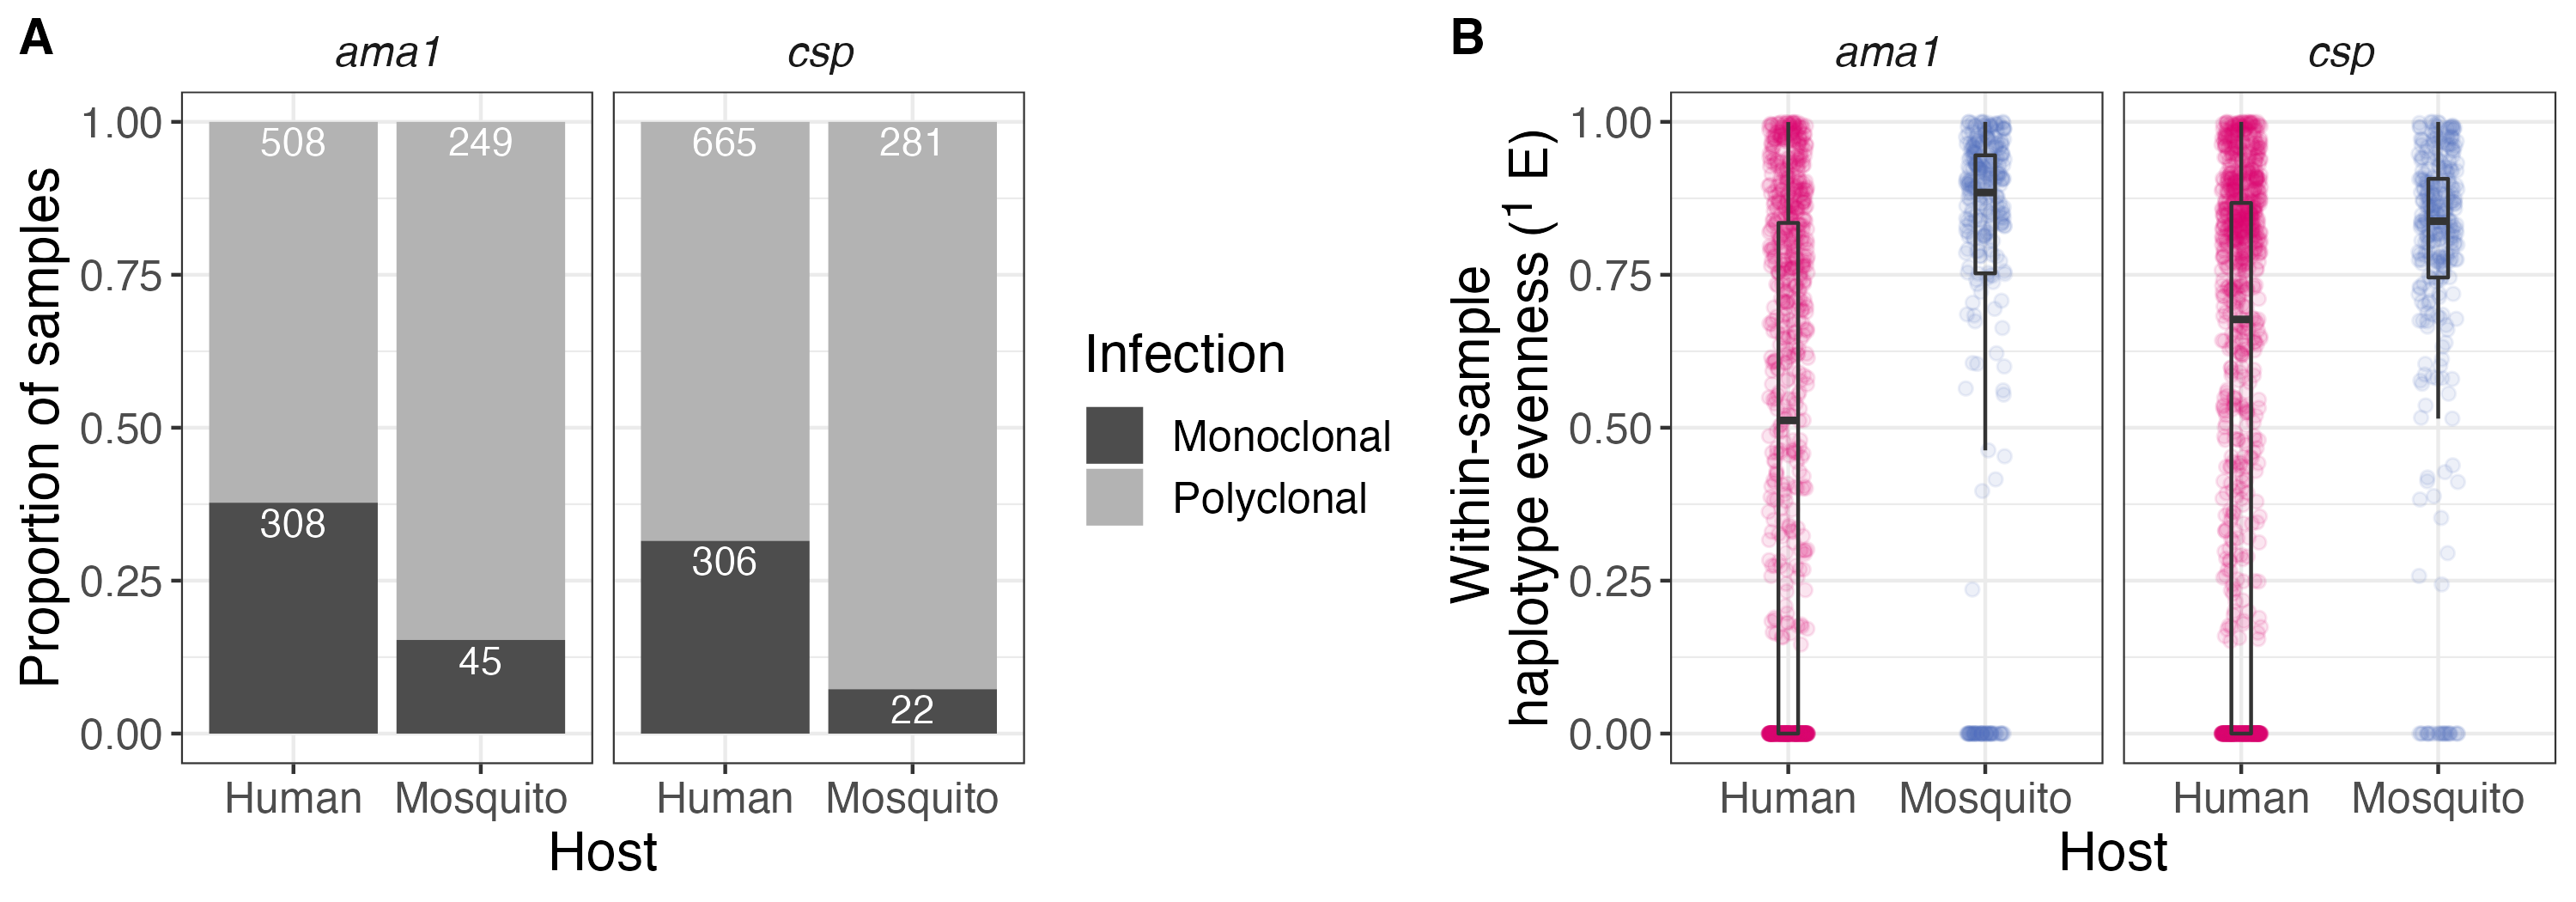 A
ama1
csp
Proportion of samples
1.00
0.75
0.50
0.25
0.00
508
249
665
281
308
45
306
22
Human
Mosquito
Human
Mosquito
Host
Infection
Monoclonal
Polyclonal
B
ama1
csp
Within-sample
haplotype evenness (¹ E)
1.00
0.75
0.50
0.25
0.00
Human
Mosquito
Human
Mosquito
Host